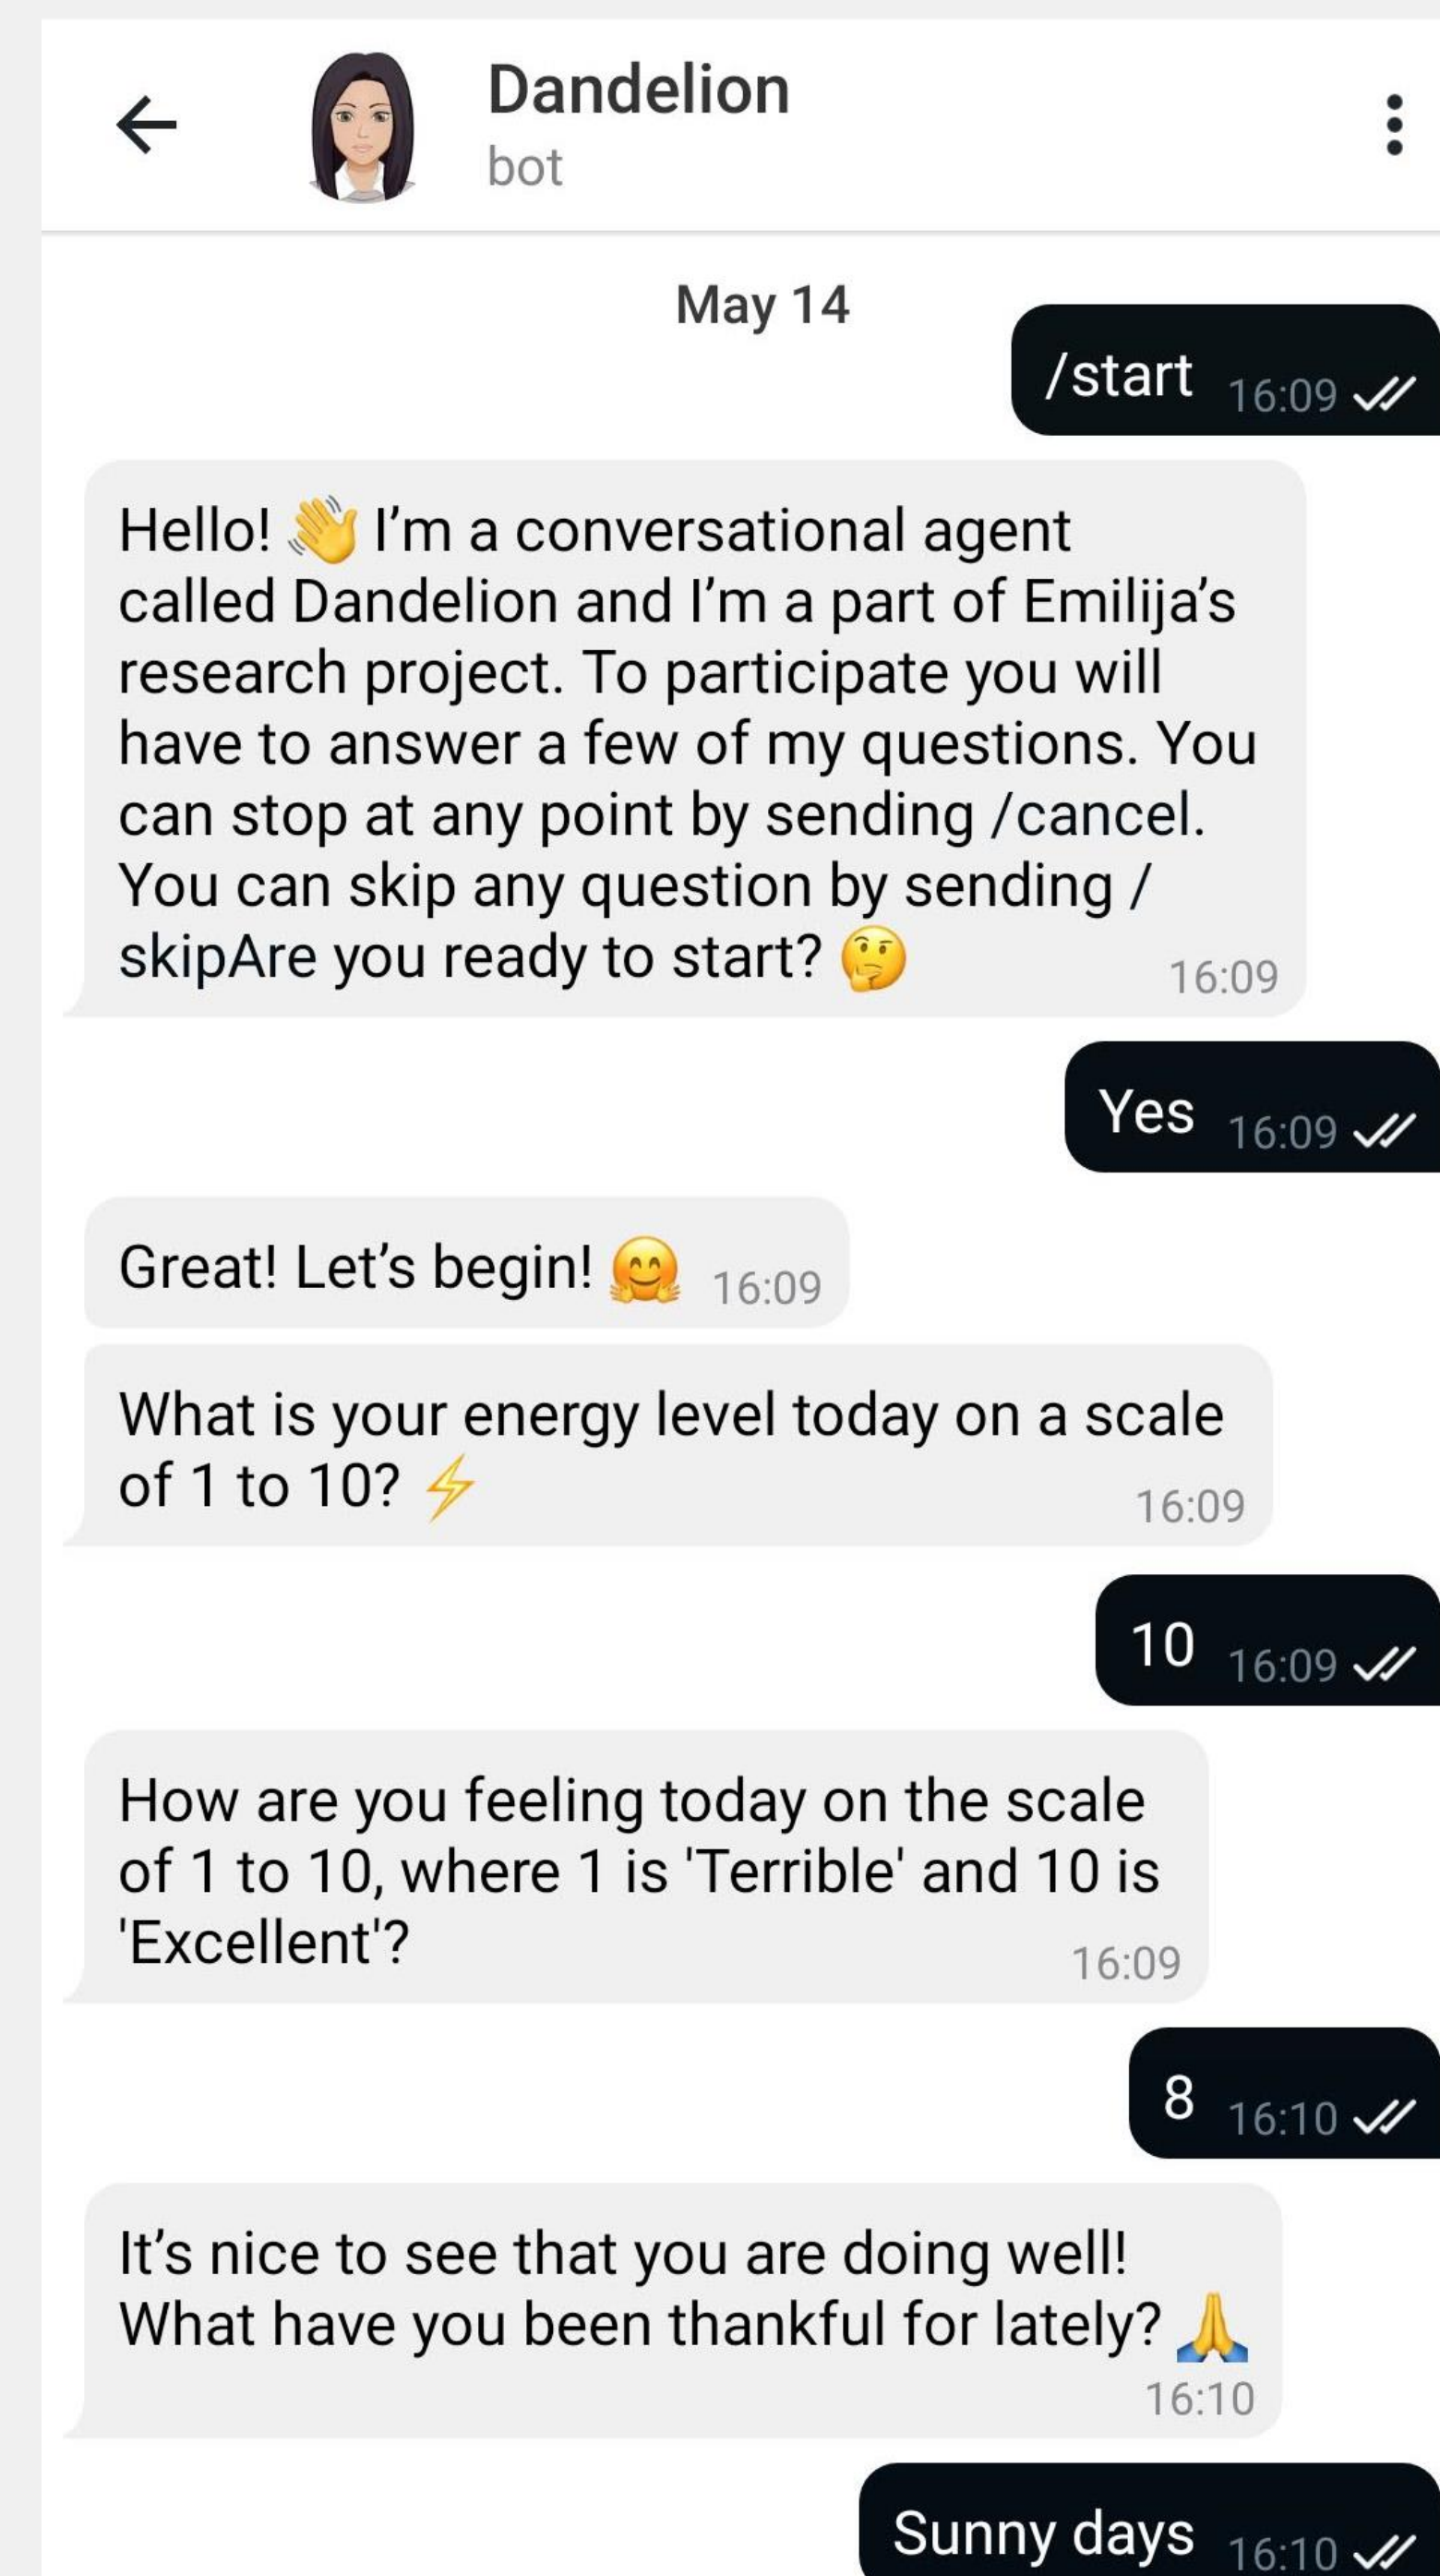 Dandelion
bot
May 14
/start 16:09
Hello! 👋 I’m a conversational agent
called Dandelion and I’m a part of Emilija’s
research project. To participate you will
have to answer a few of my questions. You
can stop at any point by sending /cancel.
You can skip any question by sending /
skipAre you ready to start? 🤔 16:09
Yes 16:09
Great! Let’s begin! 🤗 16:09
What is your energy level today on a scale
of 1 to 10? ⚡ 16:09
10 16:09
How are you feeling today on the scale
of 1 to 10, where 1 is 'Terrible' and 10 is
'Excellent'? 16:09
8 16:10
It’s nice to see that you are doing well!
What have you been thankful for lately? 🙏
16:10
Sunny days 16:10